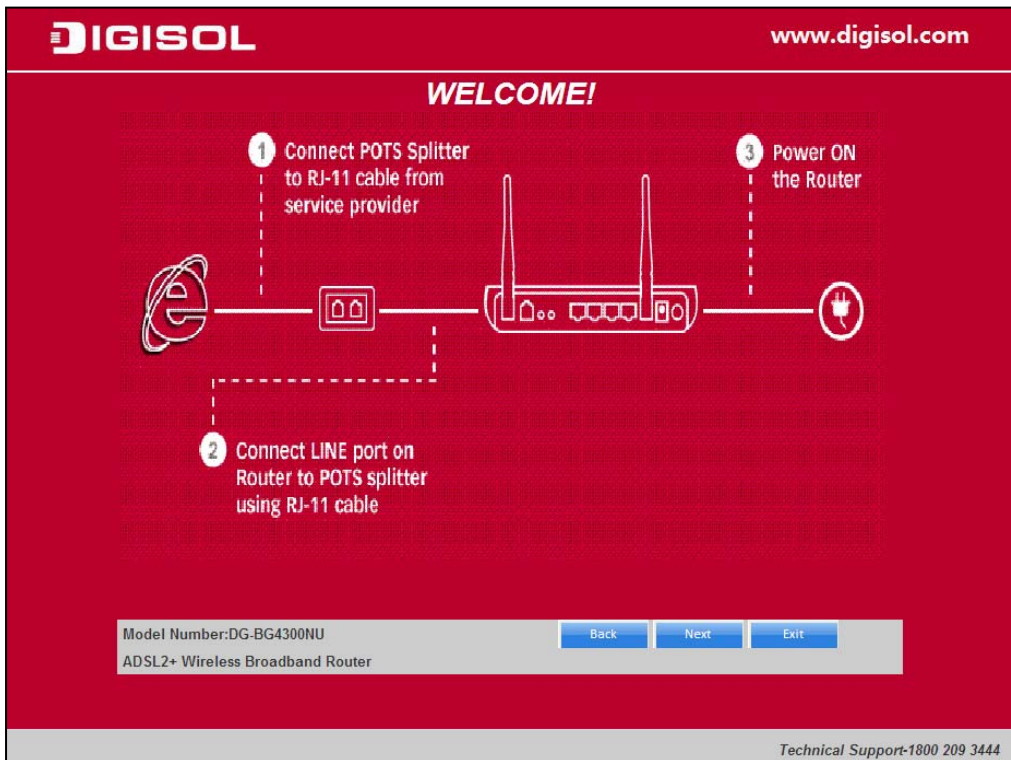 DIGISOL
www.digisol.com
WELCOME!
1 Connect POTS Splitter
to RJ-11 cable from
service provider
3 Power ON
the Router
2 Connect LINE port on
Router to POTS splitter
using RJ-11 cable
Model Number:DG-BG4300NU
ADSL2+ Wireless Broadband Router
Back
Next
Exit
Technical Support-1800 209 3444